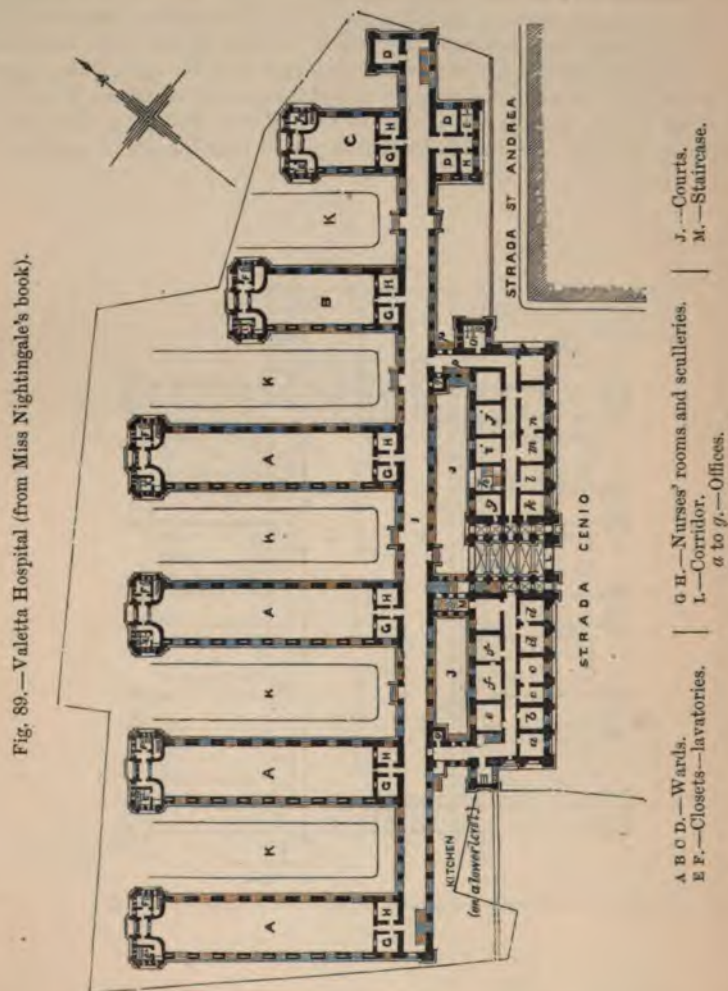 Fig. 89.—Valetta Hospital (from Miss Nightingale's book).
D
C
G H
D D
K
B
G H
K
A
G H
K
A
G H
K
A
G H
K
A
G H
I
J
J
M
g h i j
k l m n
e f
a b c
d d
KITCHEN
(on a lower level)
STRADA ST ANDREA
STRADA CENIO
A B C D.—Wards.
E F.—Closets—lavatories.
G H.—Nurses' rooms and sculleries.
I.—Corridor.
a to g.—Offices.
J.—Courts.
M.—Staircase.